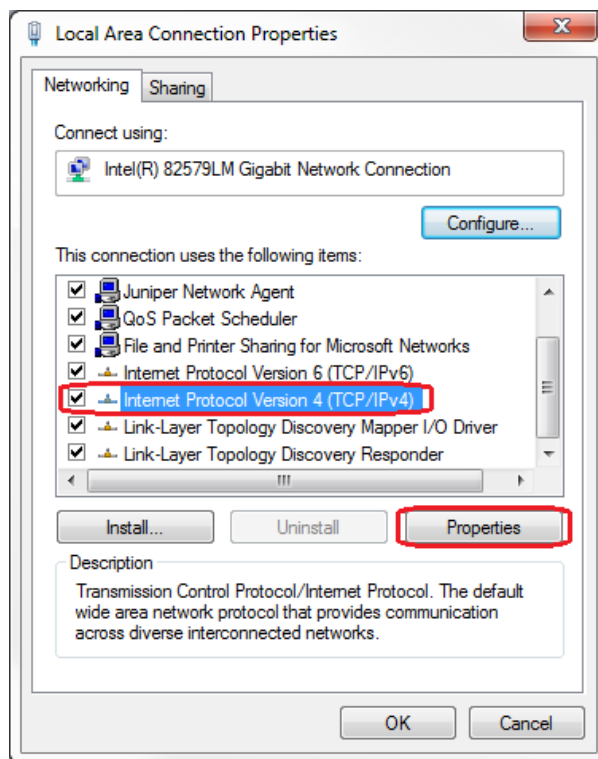 Local Area Connection Properties
Networking
Sharing
Connect using:
Intel(R) 82579LM Gigabit Network Connection
Configure...
This connection uses the following items:
Juniper Network Agent
QoS Packet Scheduler
File and Printer Sharing for Microsoft Networks
Internet Protocol Version 6 (TCP/IPv6)
Internet Protocol Version 4 (TCP/IPv4)
Link-Layer Topology Discovery Mapper I/O Driver
Link-Layer Topology Discovery Responder
Install...
Uninstall
Properties
Description
Transmission Control Protocol/Internet Protocol. The default
wide area network protocol that provides communication
across diverse interconnected networks.
OK
Cancel